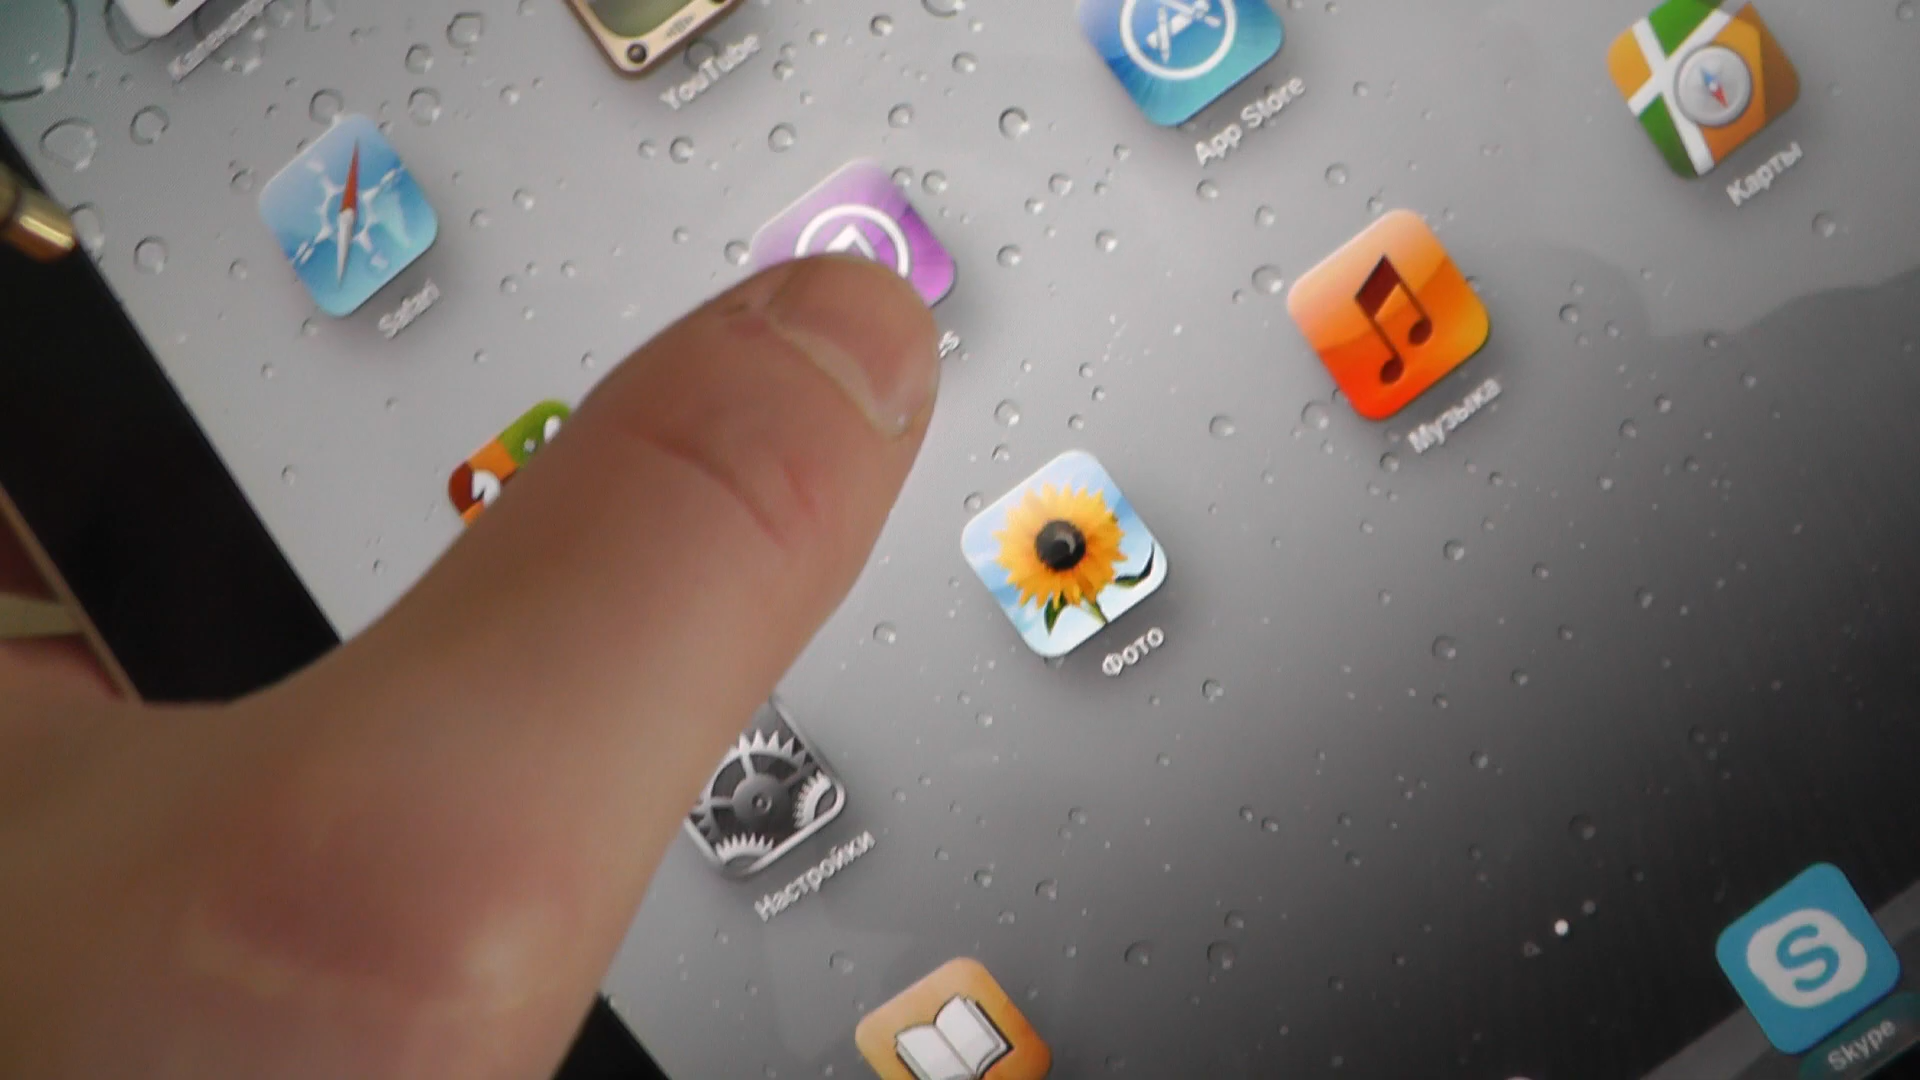 YouTube
App Store
Карты
Safari
Музыка
Фото
Настройки
Skype